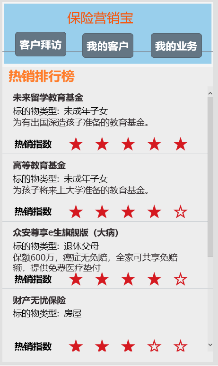 保险营销宝
客户拜访 我的客户 我的业务
热销排行榜
未来留学教育基金
标的物类型: 未成年子女
为有出国深造孩子准备的教育基金。
热销指数 ★ ★ ★ ★ ★
高等教育基金
标的物类型: 未成年子女
为孩子将来上大学准备的教育基金。
热销指数 ★ ★ ★ ★ ☆
众安尊享e生旗舰版（大病）
标的物类型: 退休父母
保额600万，癌症无免赔，全家可共享免赔
额，提供免费医疗垫付
热销指数 ★ ★ ★ ★ ☆
财产无忧保险
标的物类型: 房屋
热销指数 ★ ★ ★ ☆ ☆